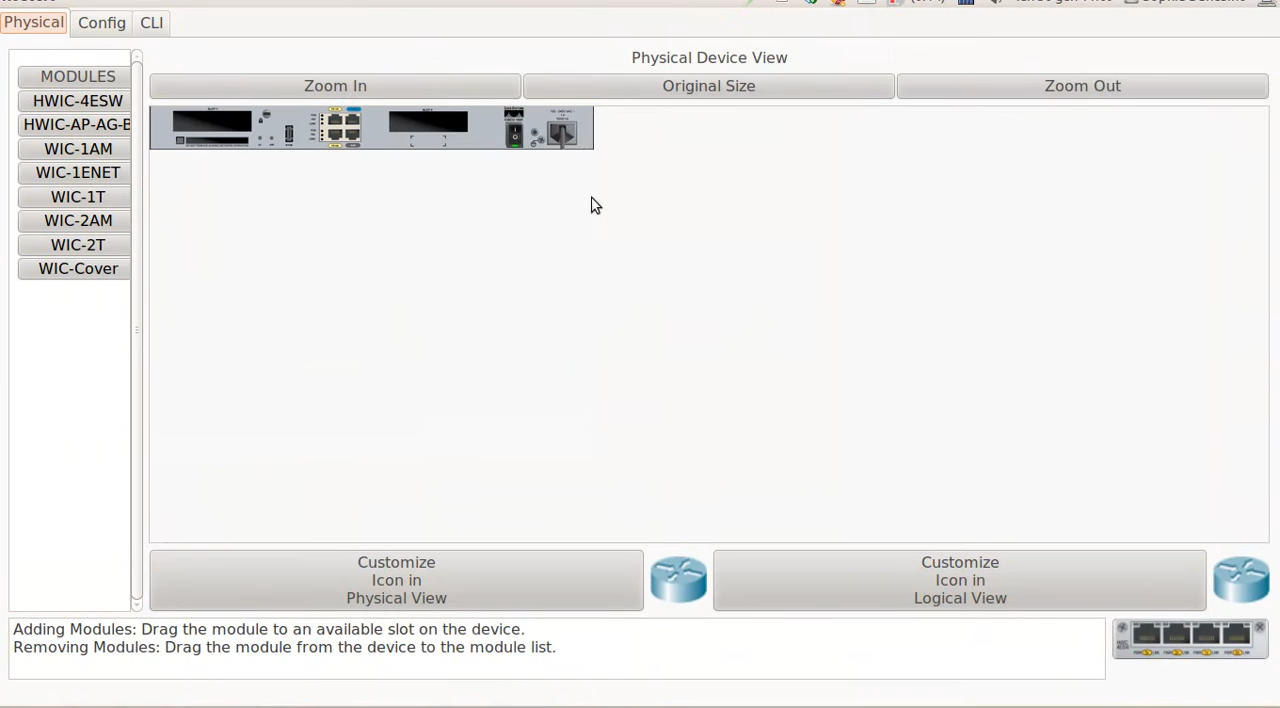 Physical
Config
CLI
Physical Device View
Zoom In
Original Size
Zoom Out
MODULES
HWIC-4ESW
HWIC-AP-AG-B
WIC-1AM
WIC-1ENET
WIC-1T
WIC-2AM
WIC-2T
WIC-Cover
Customize
Icon in
Physical View
Customize
Icon in
Logical View
Adding Modules: Drag the module to an available slot on the device.
Removing Modules: Drag the module from the device to the module list.